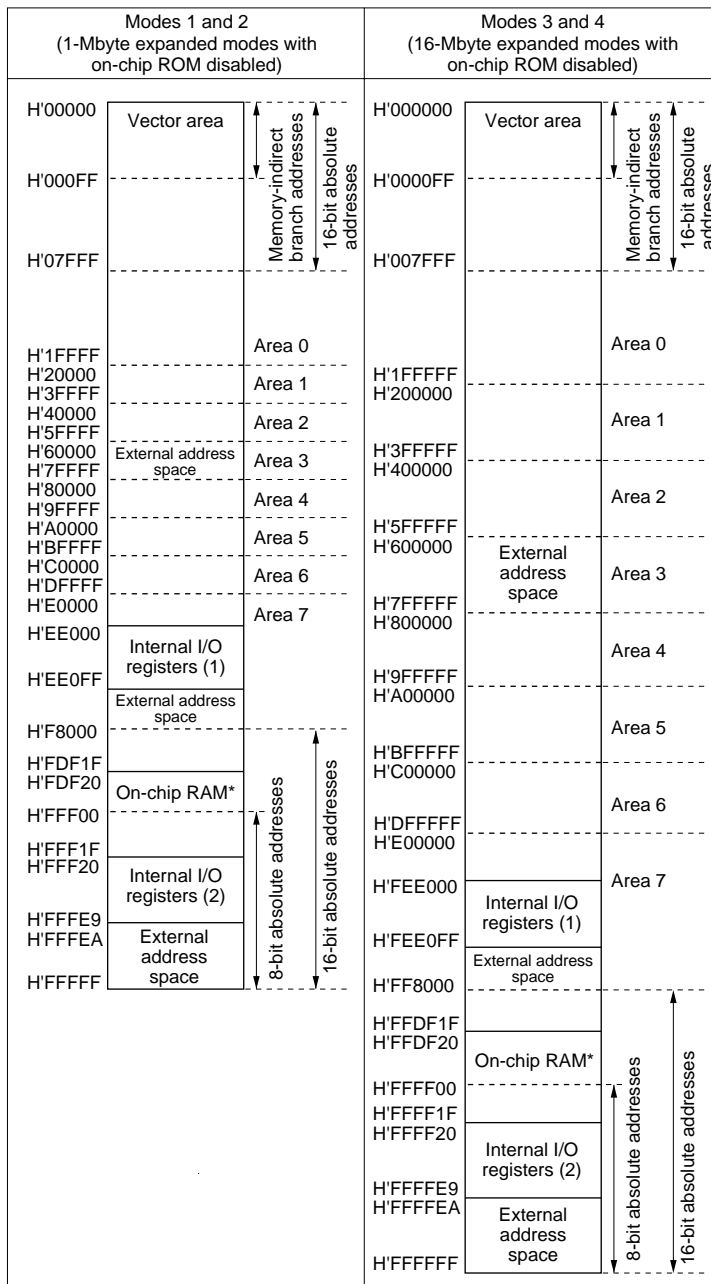 Modes 1 and 2
(1-Mbyte expanded modes with
on-chip ROM disabled)
H'00000
Vector area
H'000FF
Memory-indirect
branch addresses
16-bit absolute
addresses
H'07FFF
Area 0
H'1FFFF
H'20000
Area 1
H'3FFFF
H'40000
Area 2
H'5FFFF
H'60000
External address
space
Area 3
H'7FFFF
H'80000
Area 4
H'9FFFF
H'A0000
Area 5
H'BFFFF
H'C0000
Area 6
H'DFFFF
H'E0000
Area 7
H'EE000
Internal I/O
registers (1)
H'EE0FF
External address
space
H'F8000
H'FDF1F
H'FDF20
On-chip RAM*
H'FFF00
H'FFF1F
H'FFF20
Internal I/O
registers (2)
H'FFFE9
H'FFFEA
External
address
space
H'FFFFF
8-bit absolute addresses
16-bit absolute addresses
Modes 3 and 4
(16-Mbyte expanded modes with
on-chip ROM disabled)
H'000000
Vector area
H'0000FF
Memory-indirect
branch addresses
16-bit absolute
addresses
H'007FFF
Area 0
H'1FFFFF
H'200000
Area 1
H'3FFFFF
H'400000
Area 2
H'5FFFFF
H'600000
External
address
space
Area 3
H'7FFFFF
H'800000
Area 4
H'9FFFFF
H'A00000
Area 5
H'BFFFFF
H'C00000
Area 6
H'DFFFFF
H'E00000
Area 7
H'FEE000
Internal I/O
registers (1)
H'FEE0FF
External address
space
H'FF8000
H'FFDF1F
H'FFDF20
On-chip RAM*
H'FFFF00
H'FFFF1F
H'FFFF20
Internal I/O
registers (2)
H'FFFFE9
H'FFFFEA
External
address
space
H'FFFFFF
8-bit absolute addresses
16-bit absolute addresses